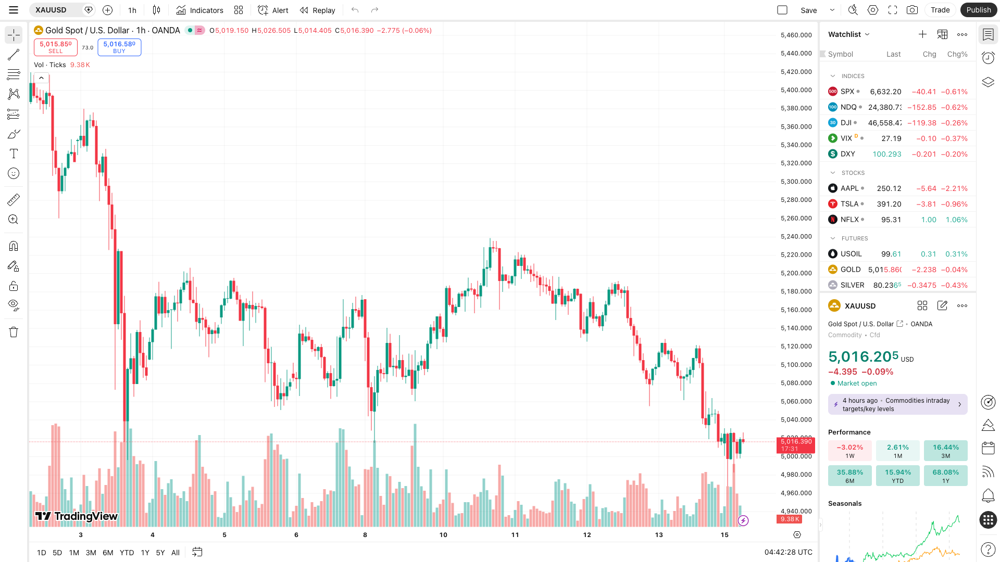 XAUUSD 1h Indicators Alert Replay Save Trade Publish
Gold Spot / U.S. Dollar · 1h · OANDA O5,019.150 H5,026.505 L5,014.405 C5,016.390 −2.775 (−0.06%)
5,015.850 SELL 73.0 5,016.580 BUY
Vol · Ticks 9.38 K
5,460.000
5,440.000
5,420.000
5,400.000
5,380.000
5,360.000
5,340.000
5,320.000
5,300.000
5,280.000
5,260.000
5,240.000
5,220.000
5,200.000
5,180.000
5,160.000
5,140.000
5,120.000
5,100.000
5,080.000
5,060.000
5,040.000
5,016.390
17:31
5,000.000
4,980.000
4,960.000
4,940.000
9.38 K
TradingView
3 4 5 6 8 10 11 12 13 15
1D 5D 1M 3M 6M YTD 1Y 5Y All
04:42:28 UTC
Watchlist
Symbol Last Chg Chg%
INDICES
500 SPX 6,632.20 −40.41 −0.61%
100 NDQ 24,380.73 −152.85 −0.62%
30 DJI 46,558.47 −119.38 −0.26%
VIX D 27.19 −0.10 −0.37%
$ DXY 100.293 −0.201 −0.20%
STOCKS
AAPL 250.12 −5.64 −2.21%
TSLA 391.20 −3.81 −0.96%
N NFLX 95.31 1.00 1.06%
FUTURES
USOIL 99.61 0.31 0.31%
GOLD 5,015.860 −2.238 −0.04%
SILVER 80.2365 −0.3475 −0.43%
XAUUSD
Gold Spot / U.S. Dollar • OANDA
Commodity • Cfd
5,016.205 USD
−4.395 −0.09%
Market open
4 hours ago • Commodities intraday
targets/key levels
Performance
−3.02% 2.61% 16.44%
1W 1M 3M
35.88% 15.94% 68.08%
6M YTD 1Y
Seasonals